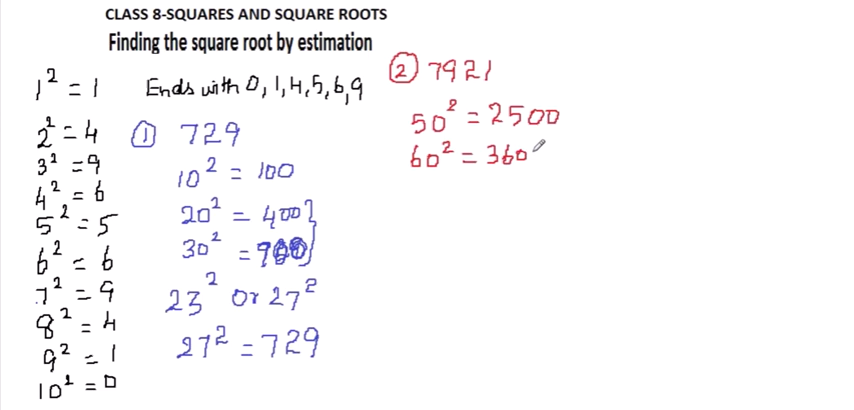 CLASS 8-SQUARES AND SQUARE ROOTS
Finding the square root by estimation
1² = 1
2² = 4
3² = 9
4² = 6
5² = 5
6² = 6
7² = 9
8² = 4
9² = 1
10² = 0
Ends with 0, 1, 4, 5, 6, 9
① 729
10² = 100
20² = 400 }
30² = 900
23² or 27²
27² = 729
② 7921
50² = 2500
60² = 360